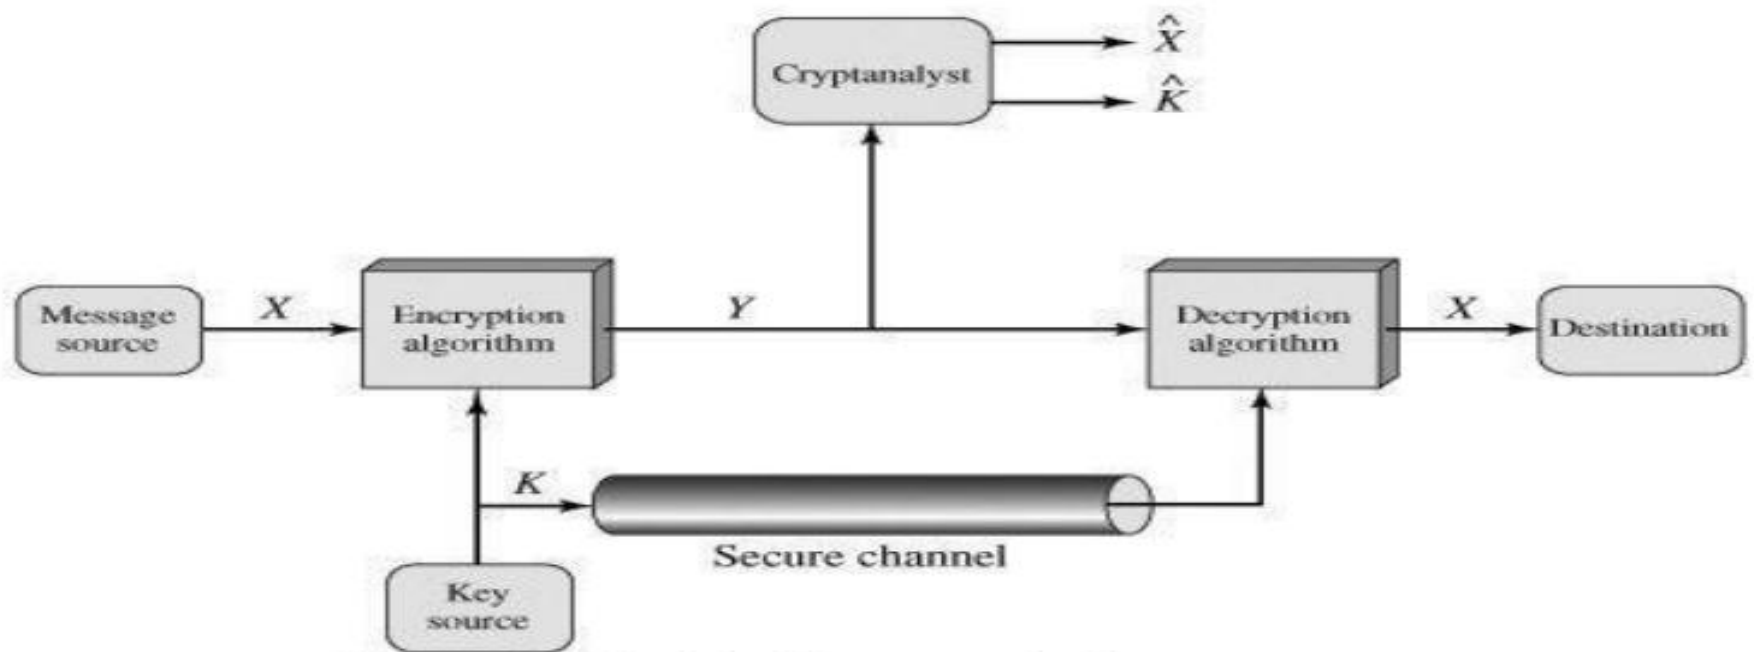 X̂
Cryptanalyst
K̂
Message
source
X
Encryption
algorithm
Y
Decryption
algorithm
X
Destination
K
Secure channel
Key
source